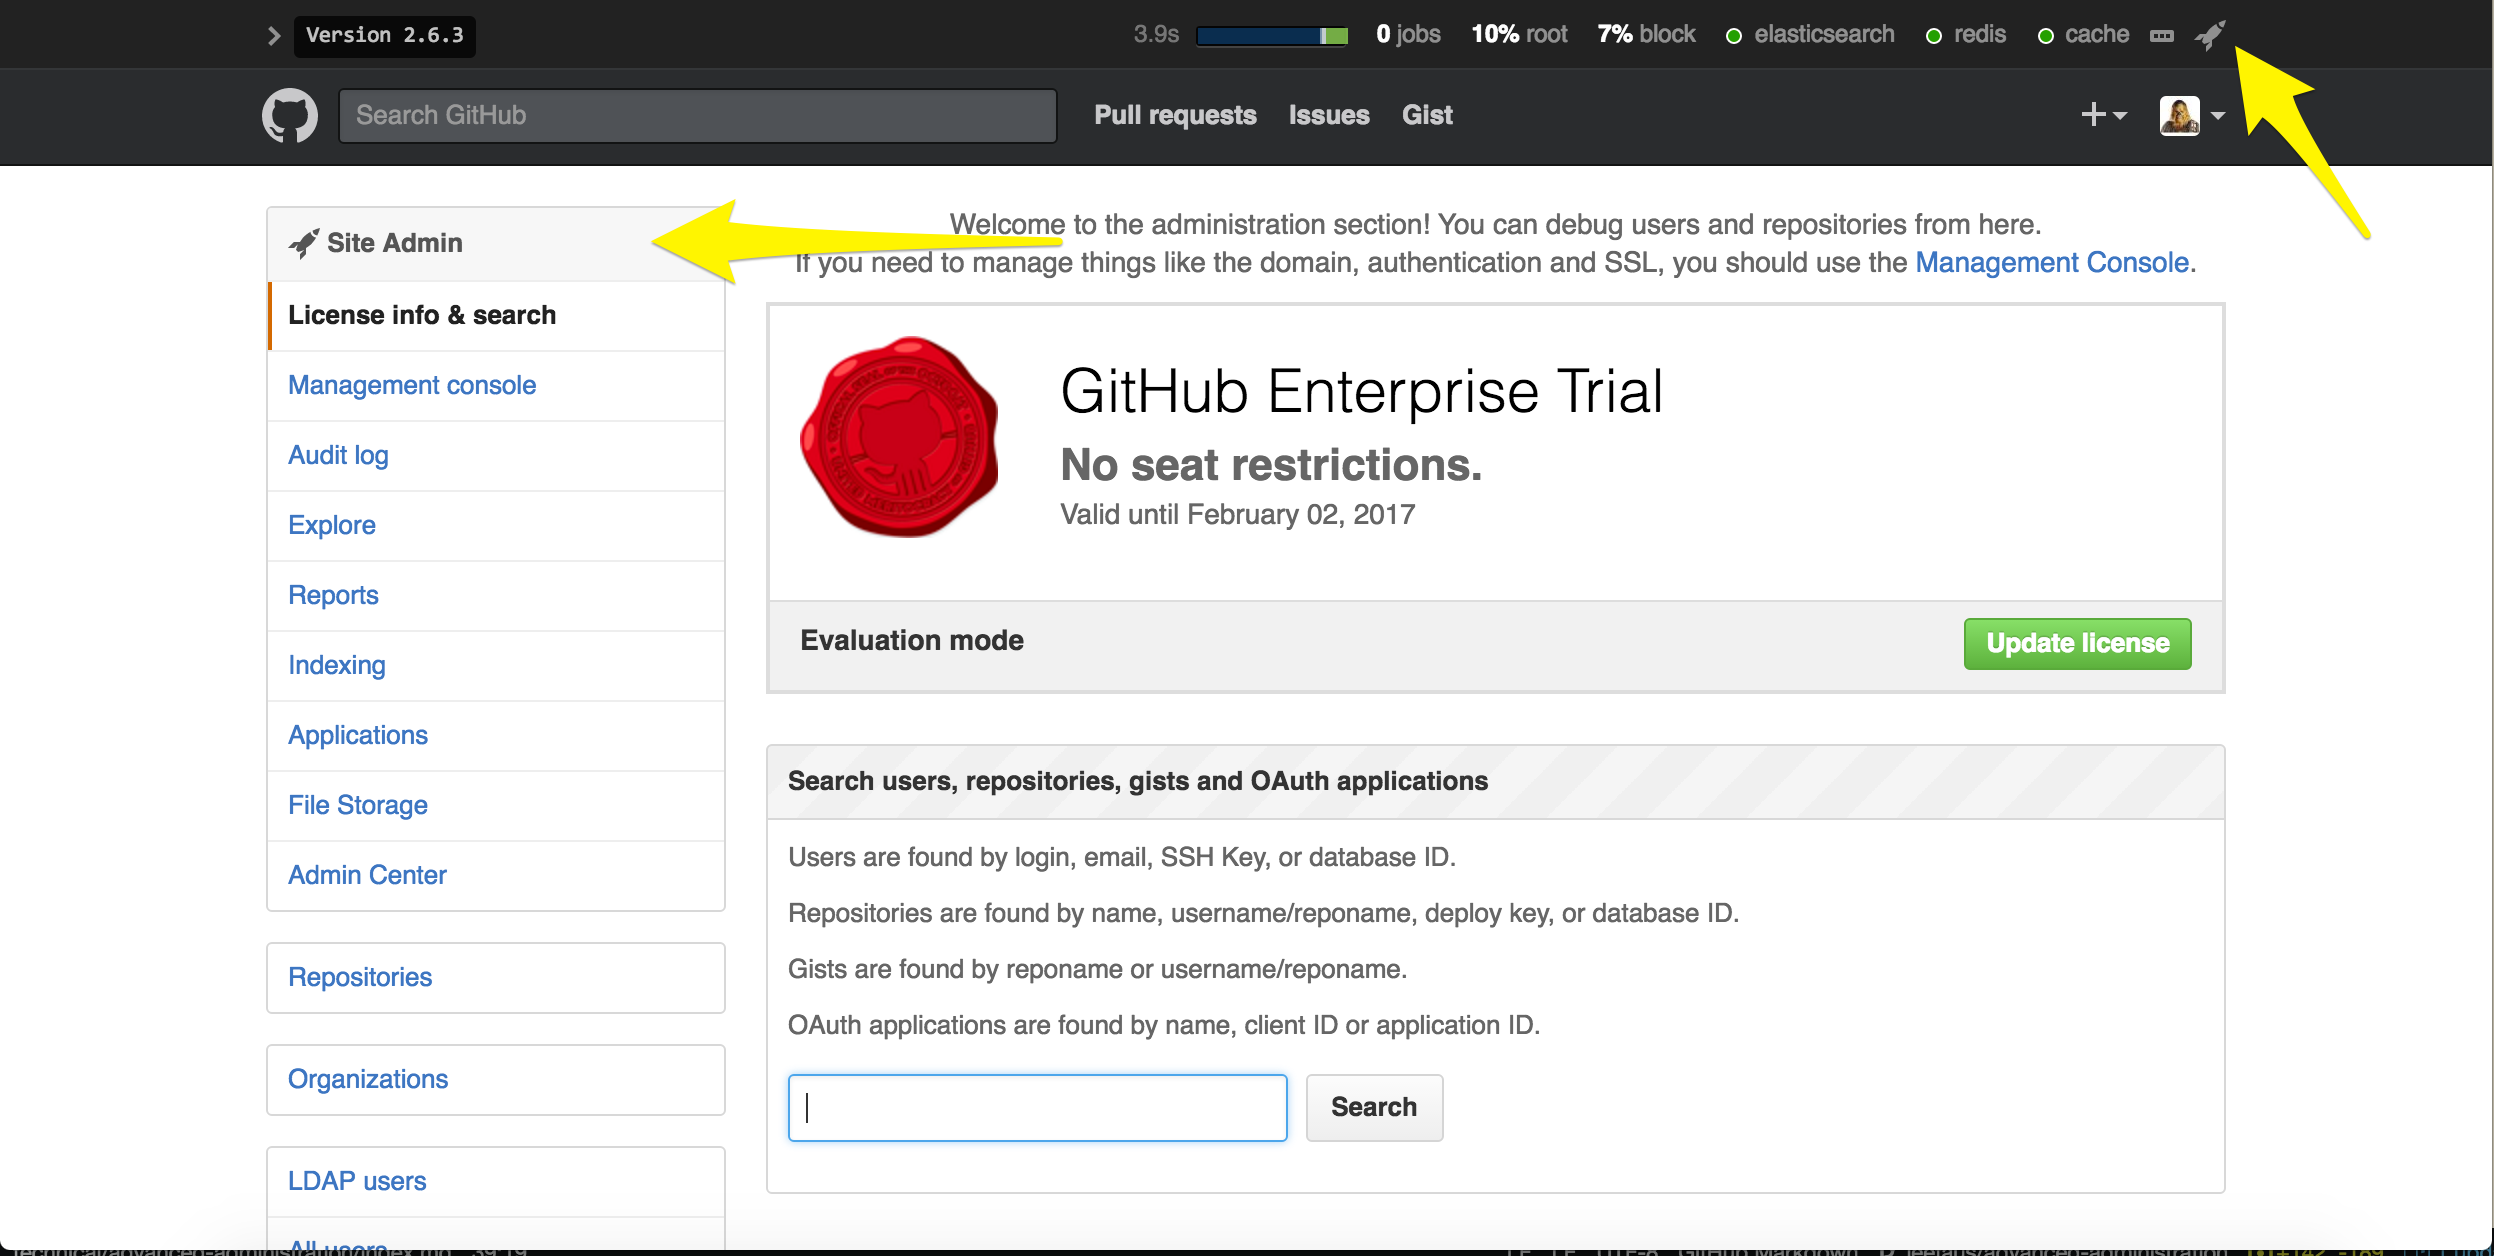 Version 2.6.3
3.9s 0 jobs 10% root 7% block elasticsearch redis cache
Search GitHub Pull requests Issues Gist
Site Admin
License info & search
Management console
Audit log
Explore
Reports
Indexing
Applications
File Storage
Admin Center
Repositories
Organizations
LDAP users
All users
Welcome to the administration section! You can debug users and repositories from here.
If you need to manage things like the domain, authentication and SSL, you should use the Management Console.
GitHub Enterprise Trial
No seat restrictions.
Valid until February 02, 2017
Evaluation mode
Update license
Search users, repositories, gists and OAuth applications
Users are found by login, email, SSH Key, or database ID.
Repositories are found by name, username/reponame, deploy key, or database ID.
Gists are found by reponame or username/reponame.
OAuth applications are found by name, client ID or application ID.
Search